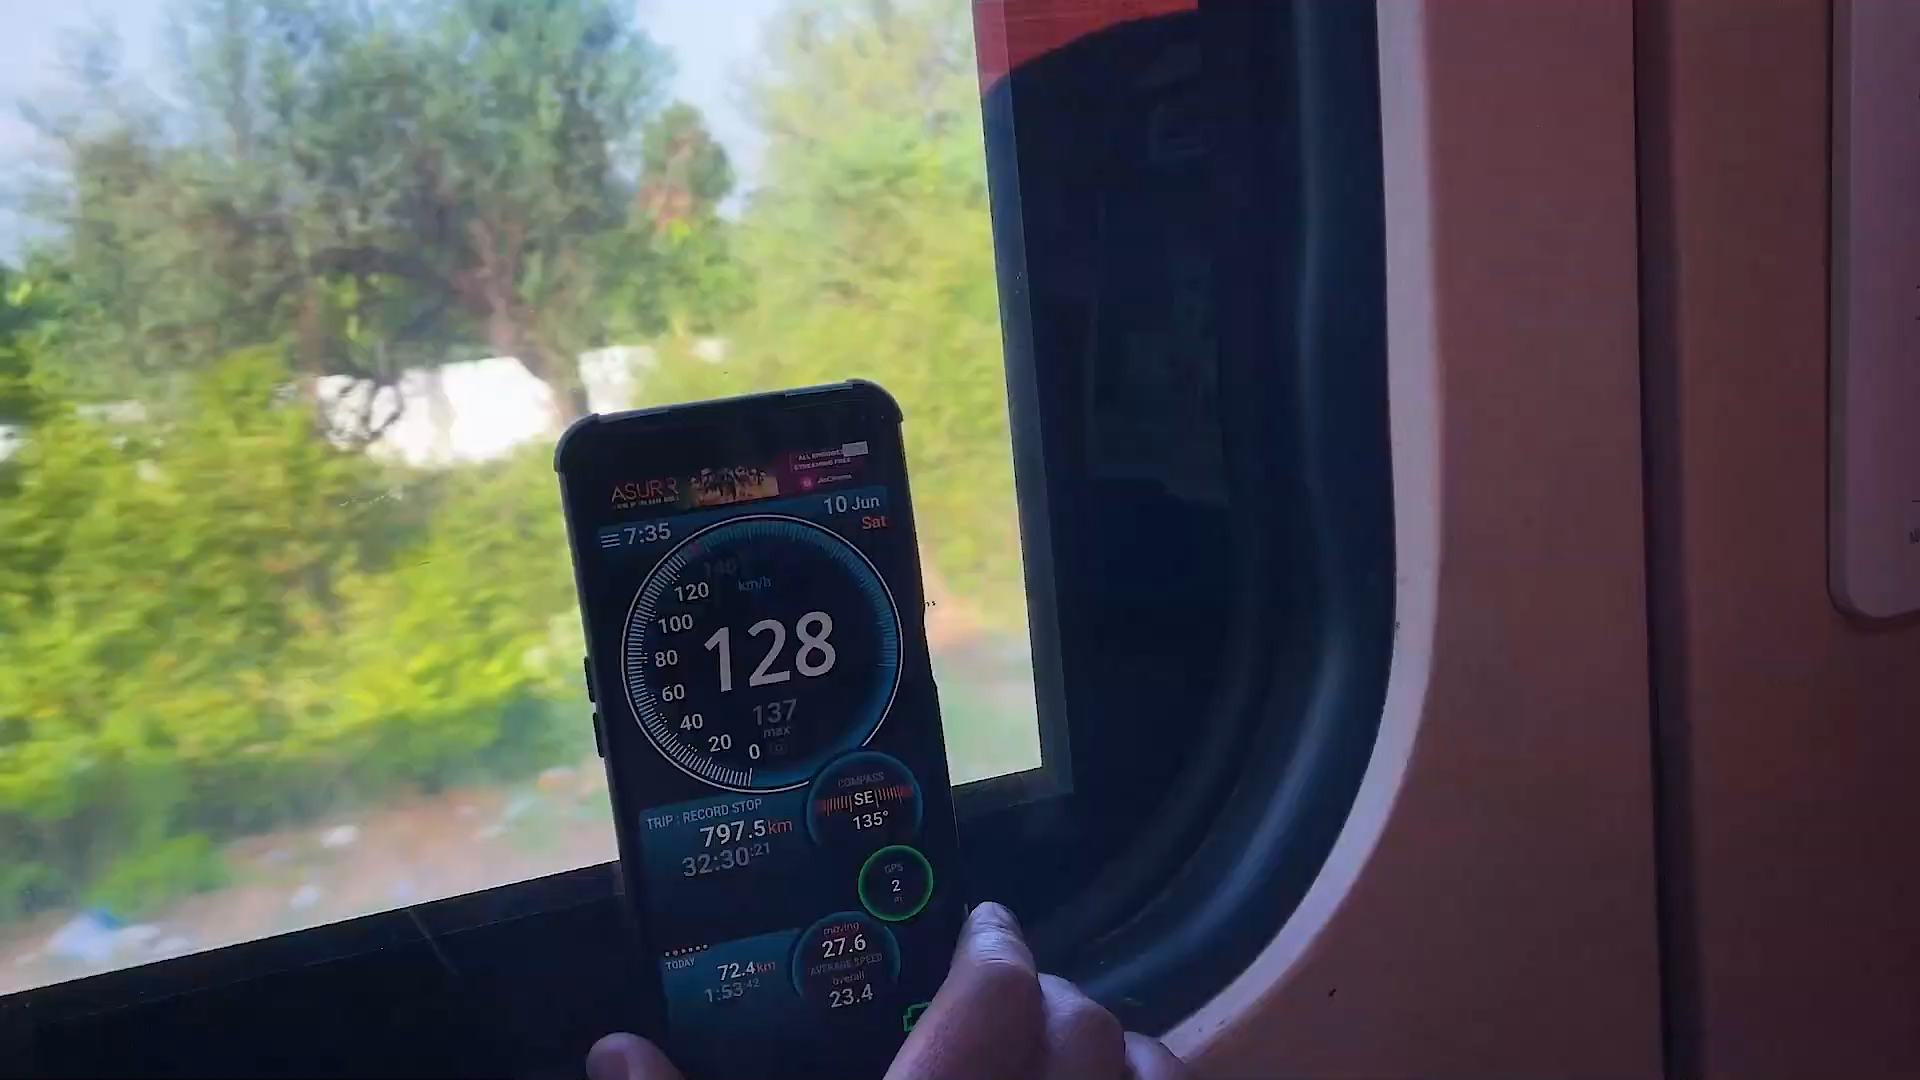 ASUR2
ALL EPISODES
STREAMING FREE
JioCinema
7:35
10 Jun
Sat
140
km/h
120
100
80
60
40
20
0
128
137
max
COMPASS
SE
135°
TRIP : RECORD STOP
797.5km
32:30:21
GPS
2
m
TODAY
72.4km
1:53:42
moving
27.6
AVERAGE SPEED
overall
23.4